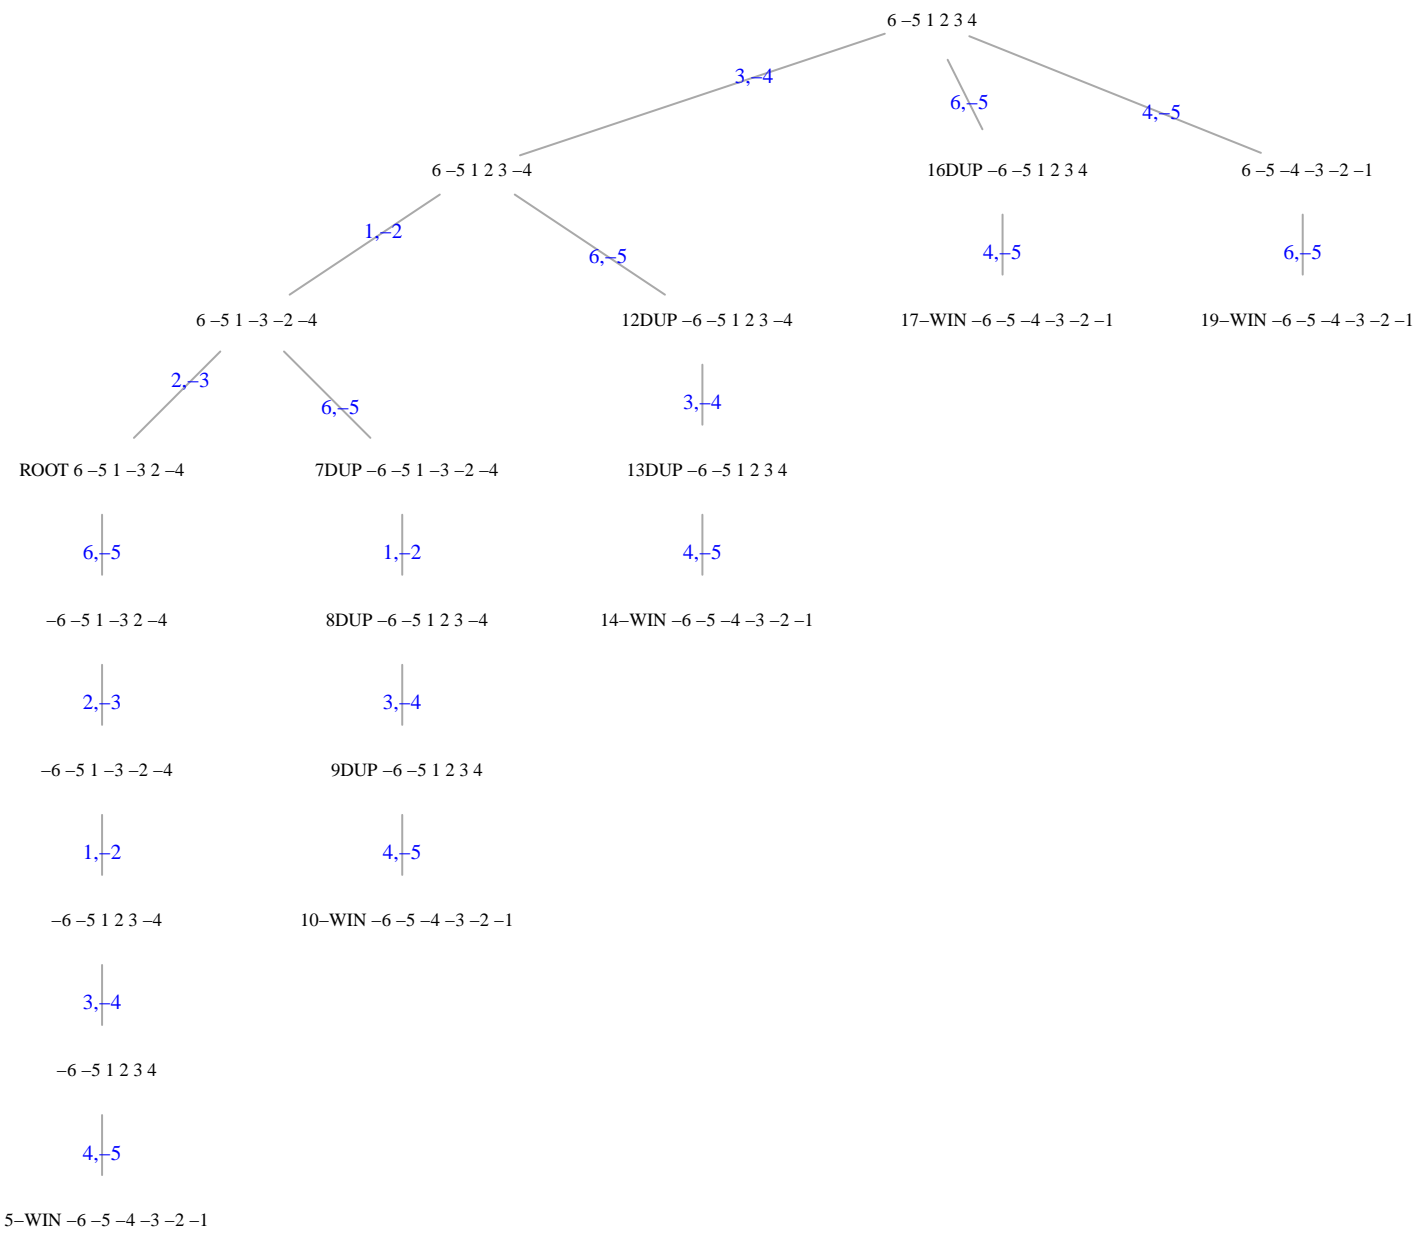 6 –5 1 2 3 4
3,–4
6,–5
4,–5
6 –5 1 2 3 –4
16DUP –6 –5 1 2 3 4
6 –5 –4 –3 –2 –1
1,–2
6,–5
4,–5
6,–5
6 –5 1 –3 –2 –4
12DUP –6 –5 1 2 3 –4
17–WIN –6 –5 –4 –3 –2 –1
19–WIN –6 –5 –4 –3 –2 –1
2,–3
6,–5
3,–4
ROOT 6 –5 1 –3 2 –4
7DUP –6 –5 1 –3 –2 –4
13DUP –6 –5 1 2 3 4
6,–5
1,–2
4,–5
–6 –5 1 –3 2 –4
8DUP –6 –5 1 2 3 –4
14–WIN –6 –5 –4 –3 –2 –1
2,–3
3,–4
–6 –5 1 –3 –2 –4
9DUP –6 –5 1 2 3 4
1,–2
4,–5
–6 –5 1 2 3 –4
10–WIN –6 –5 –4 –3 –2 –1
3,–4
–6 –5 1 2 3 4
4,–5
5–WIN –6 –5 –4 –3 –2 –1